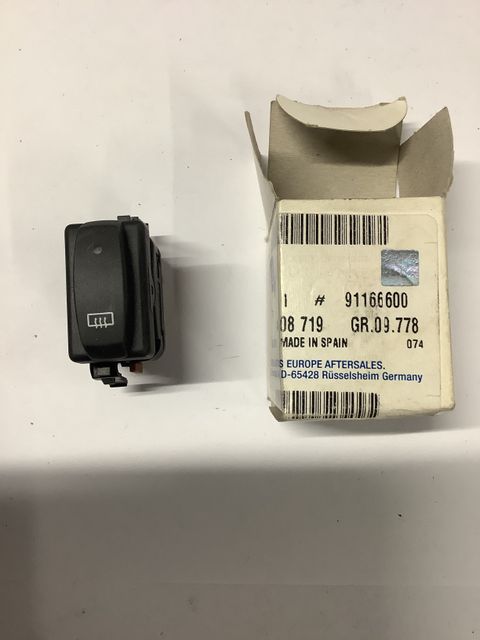 # 91166600
08 719 GR.09.778
MADE IN SPAIN 074
EUROPE AFTERSALES.
D-65428 Rüsselsheim Germany